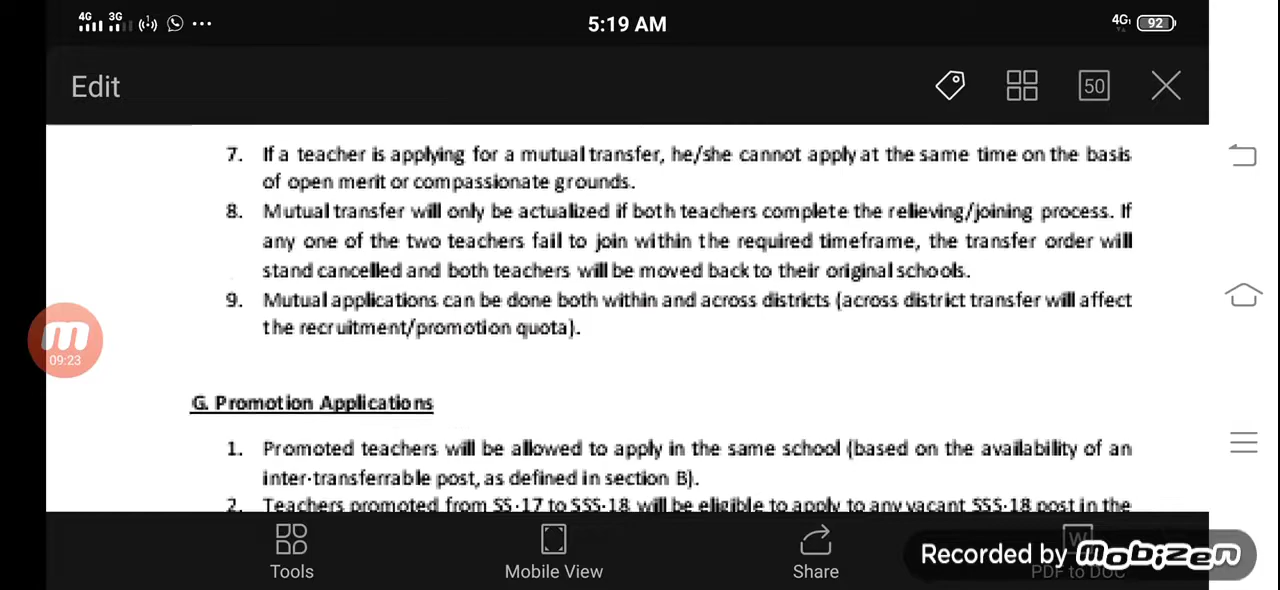 4G 3G 5:19 AM 4G 92
Edit 50
7. If a teacher is applying for a mutual transfer, he/she cannot apply at the same time on the basis
of open merit or compassionate grounds.
8. Mutual transfer will only be actualized if both teachers complete the relieving/joining process. If
any one of the two teachers fail to join within the required timeframe, the transfer order will
stand cancelled and both teachers will be moved back to their original schools.
9. Mutual applications can be done both within and across districts (across district transfer will affect
the recruitment/promotion quota).
09:23
G. Promotion Applications
1. Promoted teachers will be allowed to apply in the same school (based on the availability of an
inter-transferrable post, as defined in section B).
2. Teachers promoted from SS-17 to SSS-18 will be eligible to apply to any vacant SSS-18 post in the
Tools Mobile View Share PDF to DOC
Recorded by mobizen